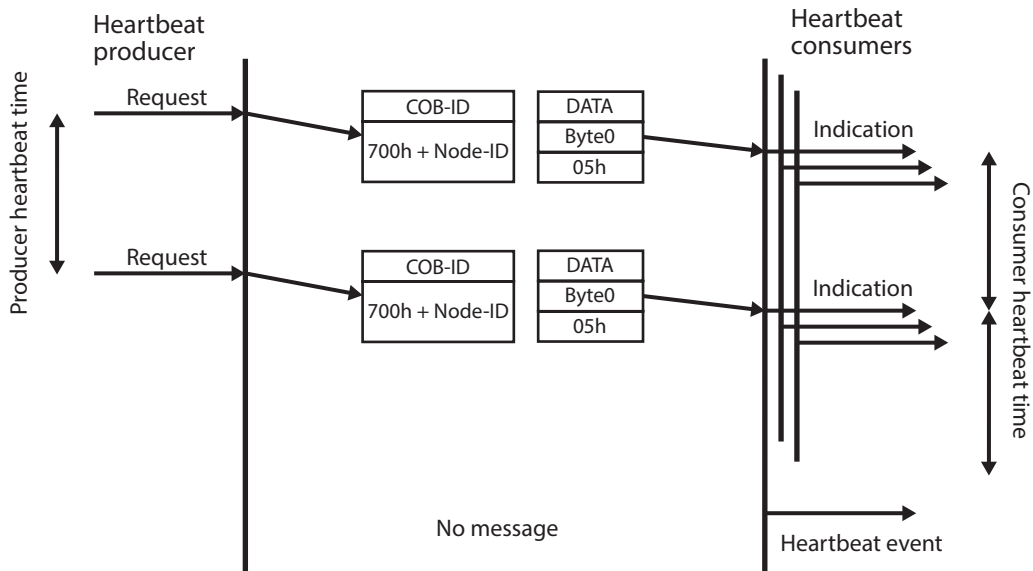 Heartbeat
producer
Heartbeat
consumers
Producer heartbeat time
Request
COB-ID
700h + Node-ID
DATA
Byte0
05h
Indication
Request
COB-ID
700h + Node-ID
DATA
Byte0
05h
Indication
Consumer heartbeat time
No message
Heartbeat event